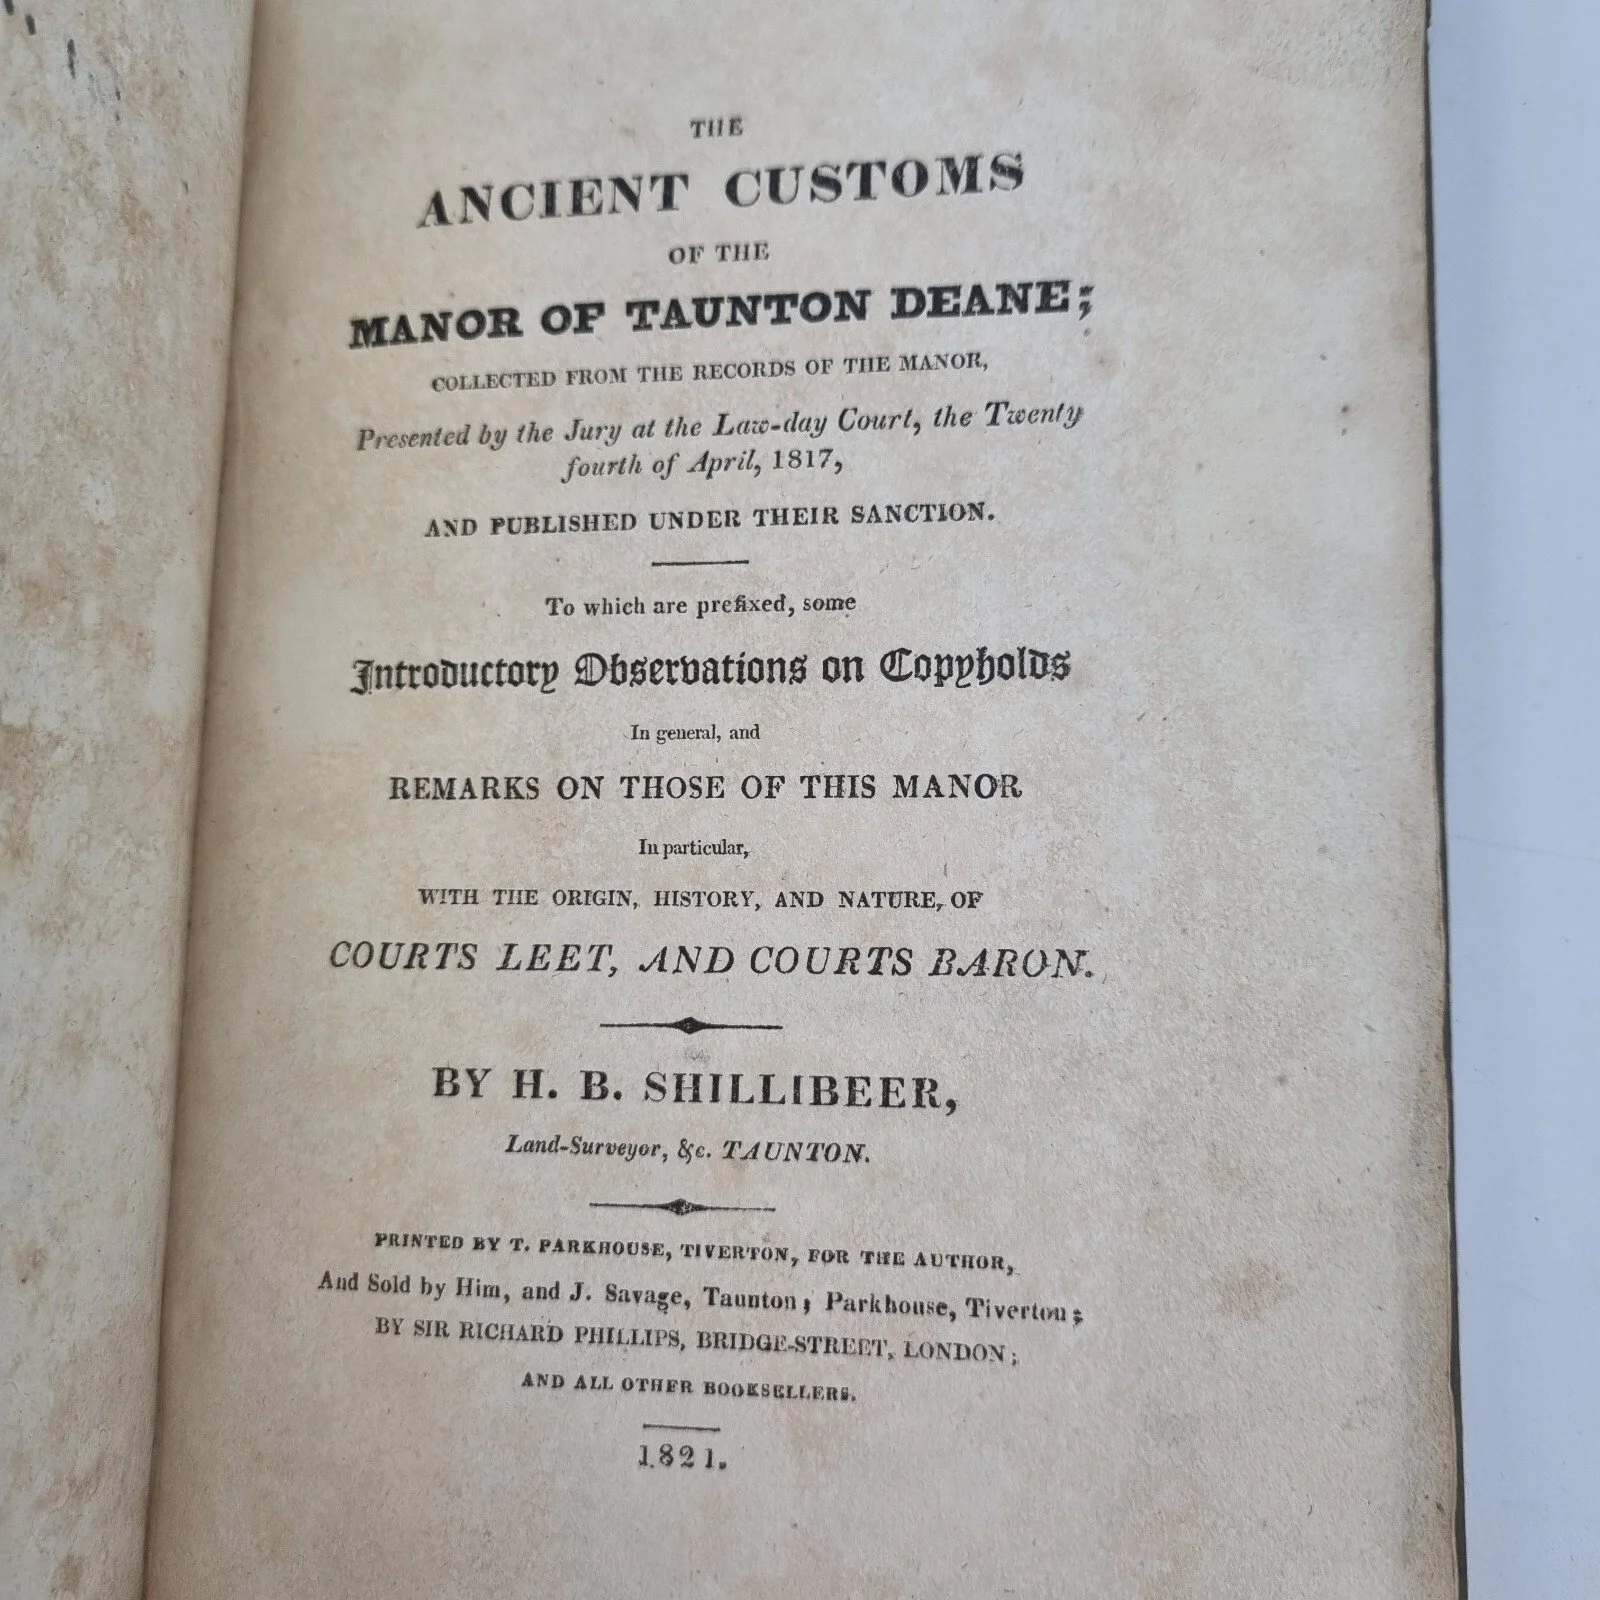 THE
ANCIENT CUSTOMS
OF THE
MANOR OF TAUNTON DEANE;
COLLECTED FROM THE RECORDS OF THE MANOR,
Presented by the Jury at the Law-day Court, the Twenty
fourth of April, 1817,
AND PUBLISHED UNDER THEIR SANCTION.
To which are prefixed, some
Introductory Observations on Copyholds
In general, and
REMARKS ON THOSE OF THIS MANOR
In particular,
WITH THE ORIGIN, HISTORY, AND NATURE, OF
COURTS LEET, AND COURTS BARON.
BY H. B. SHILLIBEER,
Land-Surveyor, &c. TAUNTON.
PRINTED BY T. PARKHOUSE, TIVERTON, FOR THE AUTHOR,
And Sold by Him, and J. Savage, Taunton; Parkhouse, Tiverton;
BY SIR RICHARD PHILLIPS, BRIDGE-STREET, LONDON;
AND ALL OTHER BOOKSELLERS.
1821.